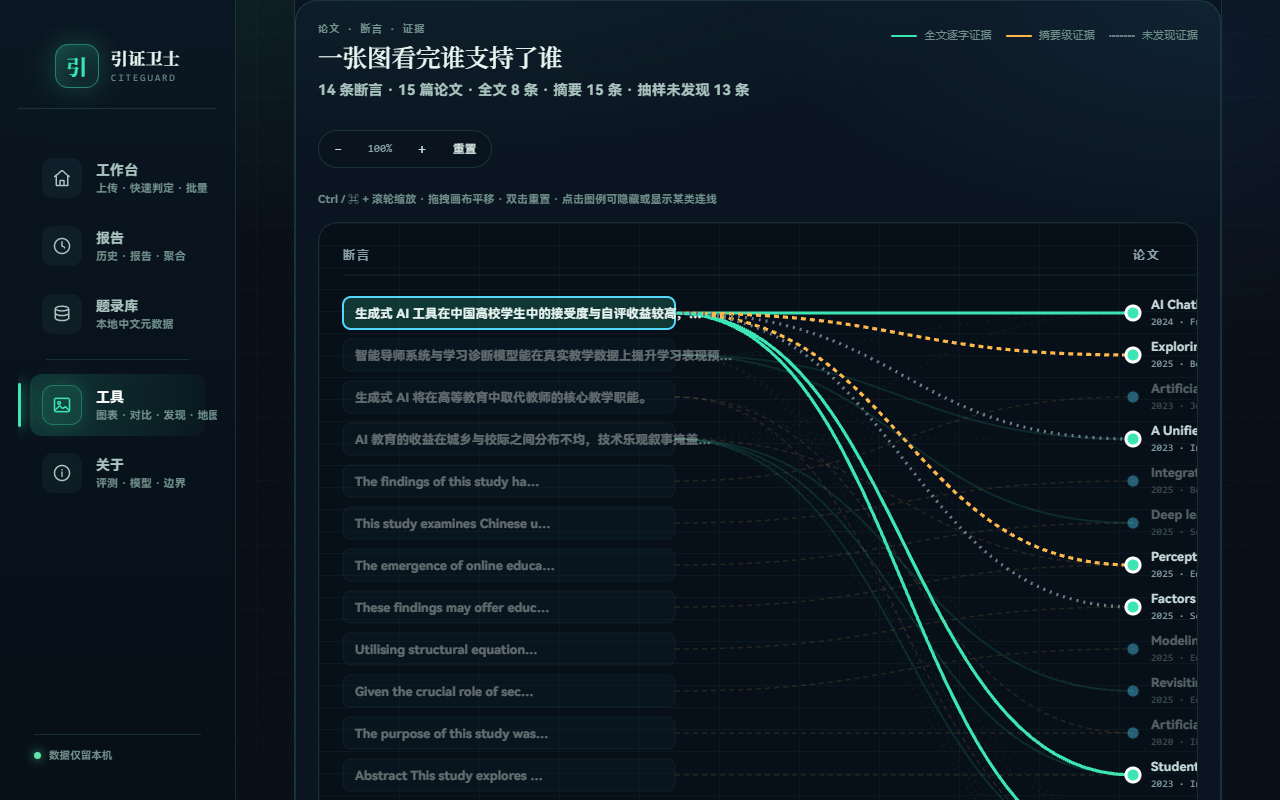 引 引证卫士
CITEGUARD
工作台
上传 · 快速判定 · 批量
报告
历史 · 报告 · 聚合
题录库
本地中文元数据
工具
图表 · 对比 · 发现 · 地图
关于
评测 · 模型 · 边界
数据仅留本机
论文 · 断言 · 证据
一张图看完谁支持了谁
14 条断言 · 15 篇论文 · 全文 8 条 · 摘要 15 条 · 抽样未发现 13 条
全文逐字证据 摘要级证据 未发现证据
− 100% + 重置
Ctrl / ⌘ + 滚轮缩放 · 拖拽画布平移 · 双击重置 · 点击图例可隐藏或显示某类连线
断言 论文
生成式 AI 工具在中国高校学生中的接受度与自评收益较高，…
AI Chat
2024 · F
智能导师系统与学习诊断模型能在真实教学数据上提升学习表现预…
Explorin
2025 · B
生成式 AI 将在高等教育中取代教师的核心教学职能。
Artificia
2023 · J
AI 教育的收益在城乡与校际之间分布不均，技术乐观叙事掩盖…
A Unifie
2023 · I
The findings of this study ha...
Integrat
2025 · B
This study examines Chinese u...
Deep le
2025 · S
The emergence of online educa...
Percept
2025 · E
These findings may offer educ...
Factors
2025 · S
Utilising structural equation...
Modelin
2025 · E
Given the crucial role of sec...
Revisitin
2025 · E
The purpose of this study was...
Artificia
2020 · I
Abstract This study explores ...
Student
2023 · I